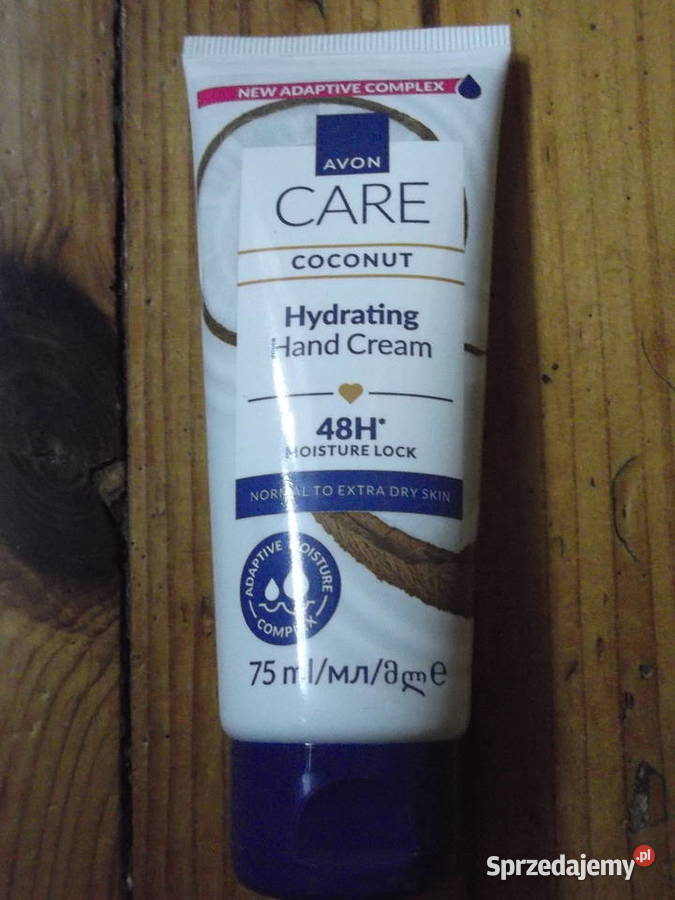 NEW ADAPTIVE COMPLEX
AVON
CARE
COCONUT
Hydrating
Hand Cream
48H*
MOISTURE LOCK
NORMAL TO EXTRA DRY SKIN
ADAPTIVE MOISTURE
COMPLEX
75 ml/мл/მლ℮
Sprzedajemy.pl